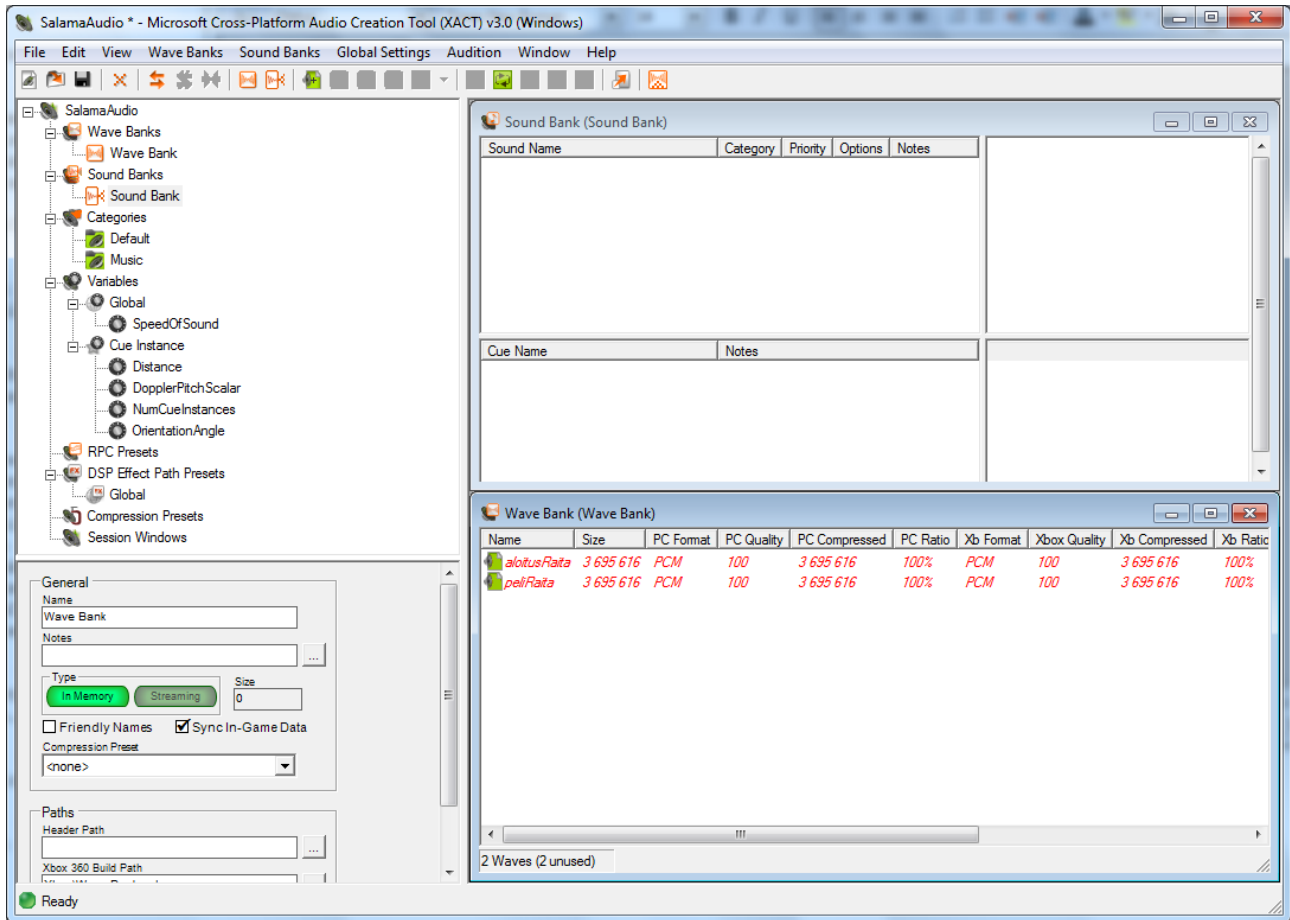 SalamaAudio * - Microsoft Cross-Platform Audio Creation Tool (XACT) v3.0 (Windows)
File Edit View Wave Banks Sound Banks Global Settings Audition Window Help
SalamaAudio
Wave Banks
Wave Bank
Sound Banks
Sound Bank
Categories
Default
Music
Variables
Global
SpeedOfSound
Cue Instance
Distance
DopplerPitchScalar
NumCueInstances
OrientationAngle
RPC Presets
DSP Effect Path Presets
Global
Compression Presets
Session Windows
General
Name
Wave Bank
Notes
...
Type
In Memory Streaming
Size
0
Friendly Names Sync In-Game Data
Compression Preset
<none>
Paths
Header Path
...
Xbox 360 Build Path
Ready
Sound Bank (Sound Bank)
Sound Name Category Priority Options Notes
Cue Name Notes
Wave Bank (Wave Bank)
Name Size PC Format PC Quality PC Compressed PC Ratio Xb Format Xbox Quality Xb Compressed Xb Ratio
aloitusRaita 3 695 616 PCM 100 3 695 616 100% PCM 100 3 695 616 100%
peliRaita 3 695 616 PCM 100 3 695 616 100% PCM 100 3 695 616 100%
2 Waves (2 unused)